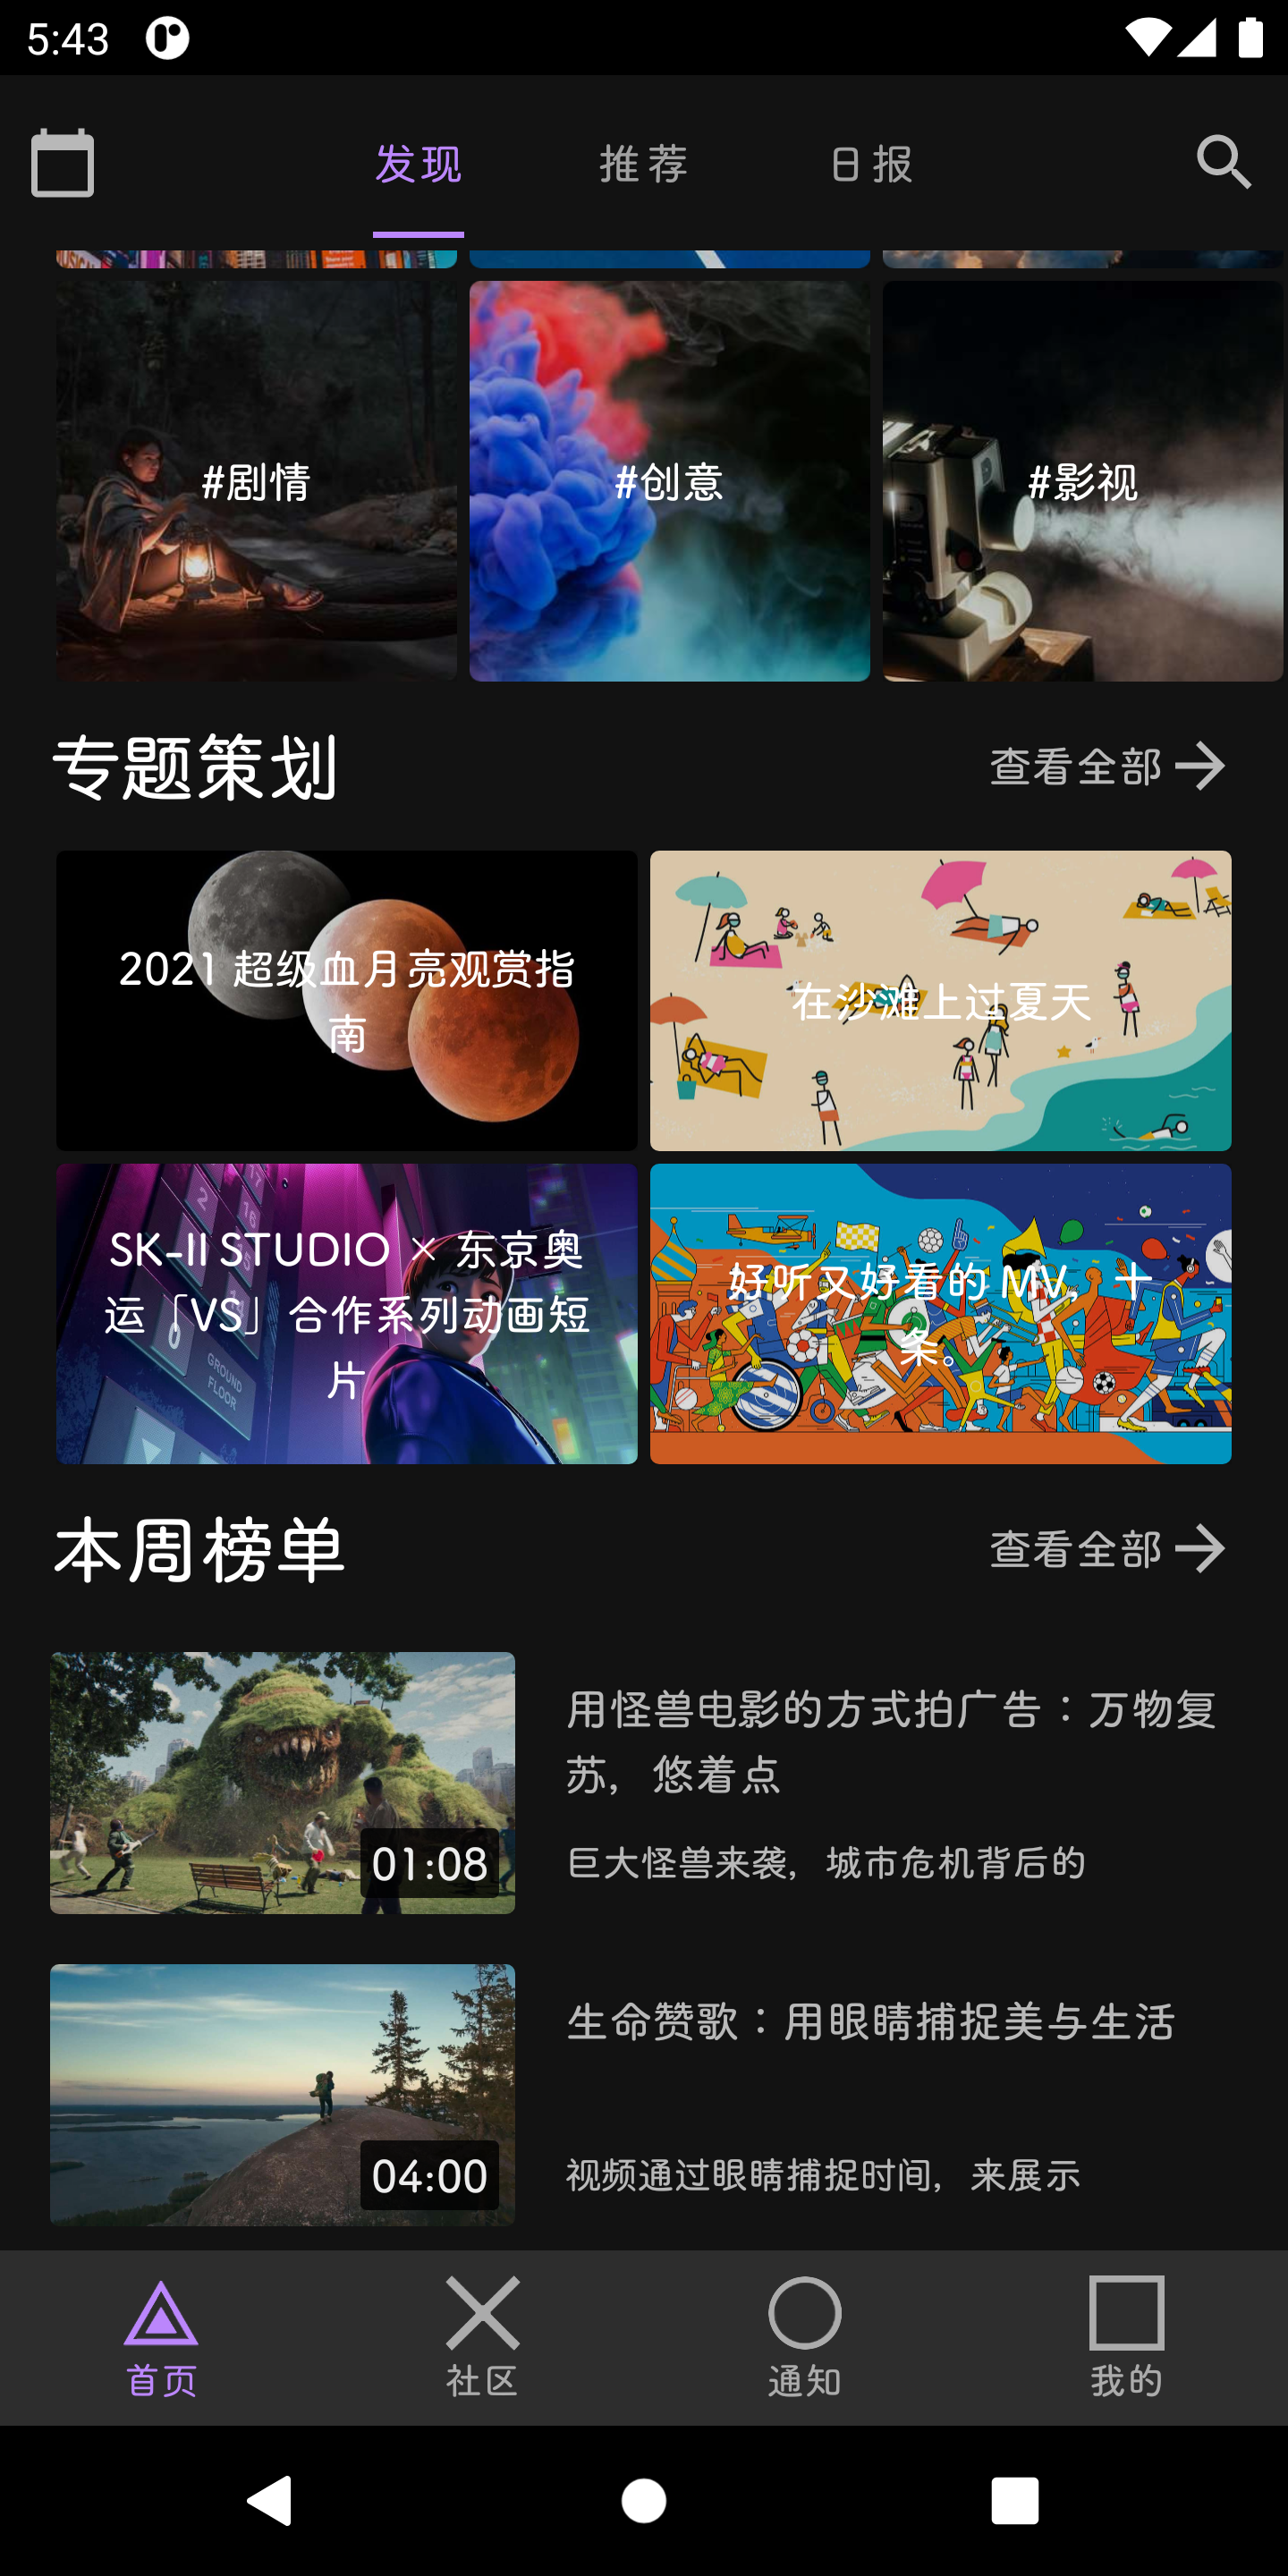 5:43
发现
推荐
日报
#剧情
#创意
#影视
专题策划
查看全部
2021 超级血月亮观赏指
南
在沙滩上过夏天
SK-II STUDIO × 东京奥
运「VS」合作系列动画短
片
GROUND
FLOOR
好听又好看的 MV，十
条。
本周榜单
查看全部
01:08
用怪兽电影的方式拍广告：万物复
苏，悠着点
巨大怪兽来袭，城市危机背后的
04:00
生命赞歌：用眼睛捕捉美与生活
视频通过眼睛捕捉时间，来展示
首页
社区
通知
我的